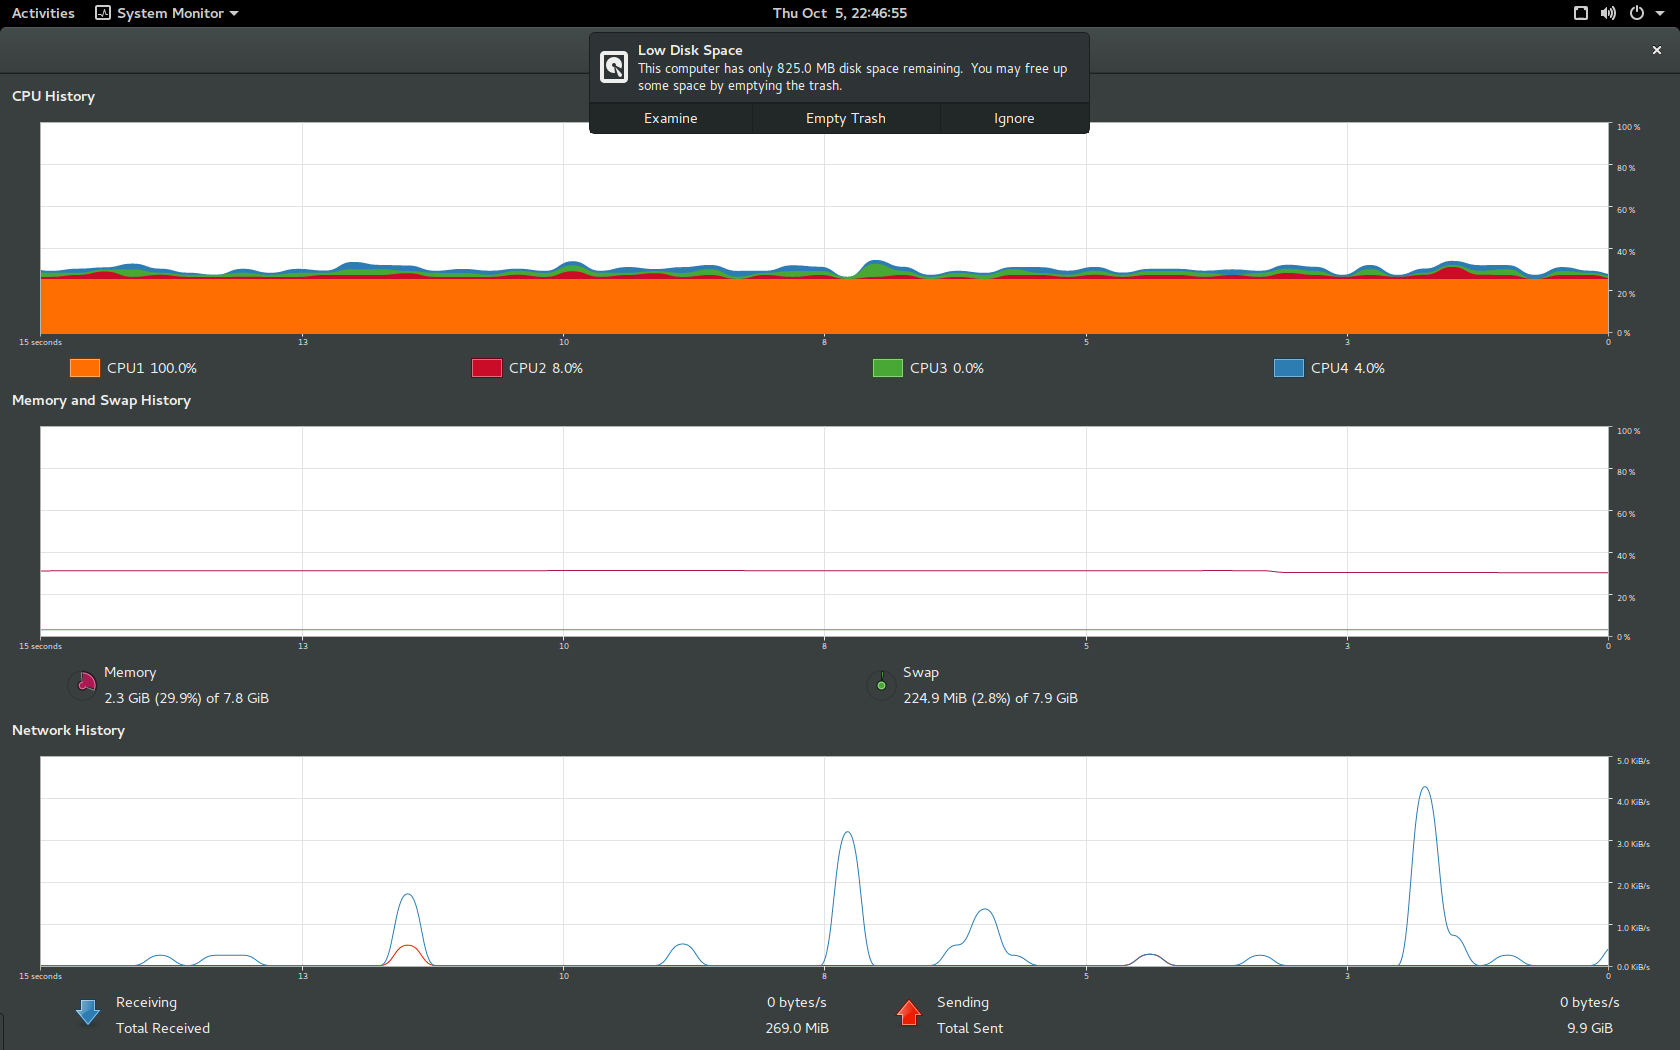 Activities System Monitor Thu Oct 5, 22:46:55
Low Disk Space
This computer has only 825.0 MB disk space remaining. You may free up
some space by emptying the trash.
Examine Empty Trash Ignore
CPU History
100 %
80 %
60 %
40 %
20 %
0 %
15 seconds 13 10 8 5 3 0
CPU1 100.0% CPU2 8.0% CPU3 0.0% CPU4 4.0%
Memory and Swap History
100 %
80 %
60 %
40 %
20 %
0 %
15 seconds 13 10 8 5 3 0
Memory Swap
2.3 GiB (29.9%) of 7.8 GiB 224.9 MiB (2.8%) of 7.9 GiB
Network History
5.0 KiB/s
4.0 KiB/s
3.0 KiB/s
2.0 KiB/s
1.0 KiB/s
0.0 KiB/s
15 seconds 13 10 8 5 3 0
Receiving 0 bytes/s Sending 0 bytes/s
Total Received 269.0 MiB Total Sent 9.9 GiB